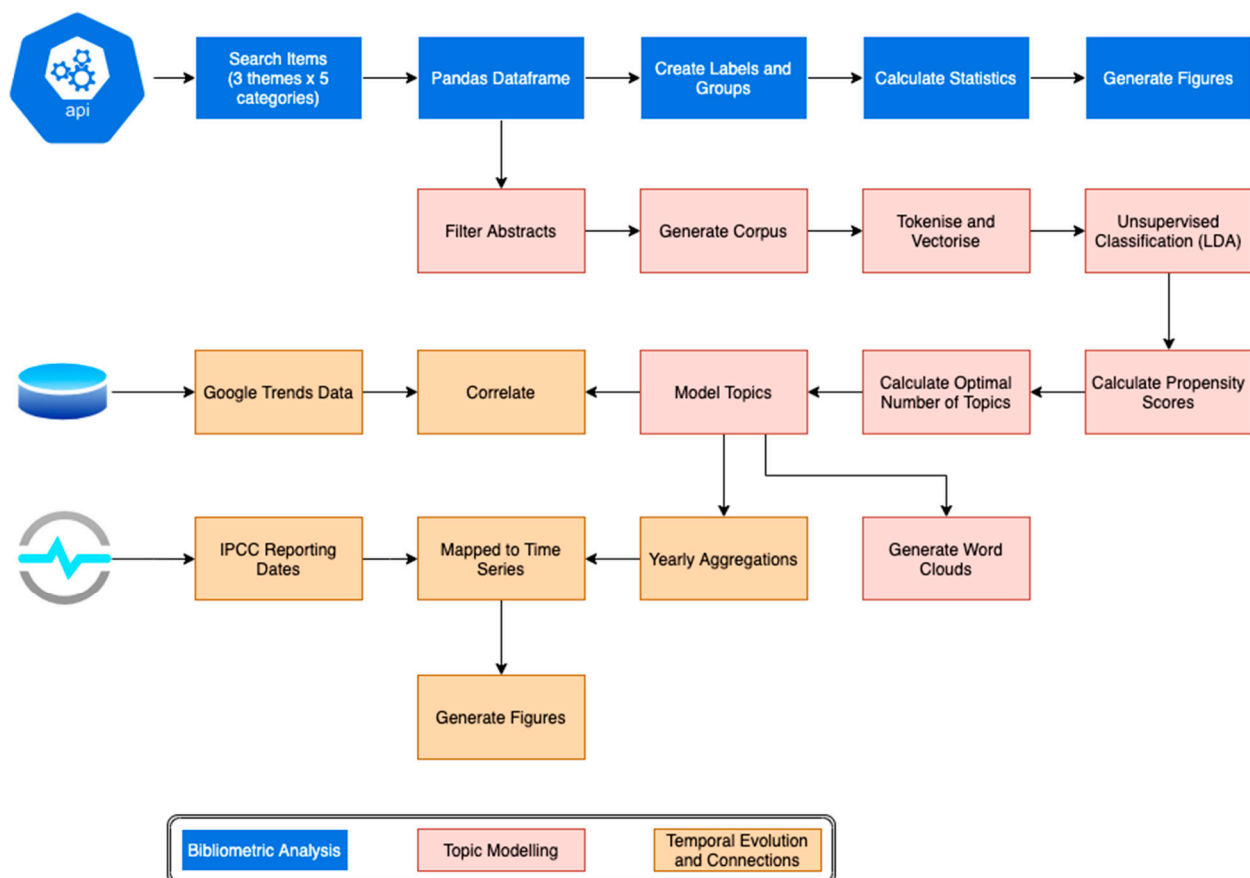 api
Search Items
(3 themes x 5
categories)
Pandas Dataframe
Create Labels and
Groups
Calculate Statistics
Generate Figures
Filter Abstracts
Generate Corpus
Tokenise and
Vectorise
Unsupervised
Classification (LDA)
Google Trends Data
Correlate
Model Topics
Calculate Optimal
Number of Topics
Calculate Propensity
Scores
IPCC Reporting
Dates
Mapped to Time
Series
Yearly Aggregations
Generate Word
Clouds
Generate Figures
Bibliometric Analysis
Topic Modelling
Temporal Evolution
and Connections